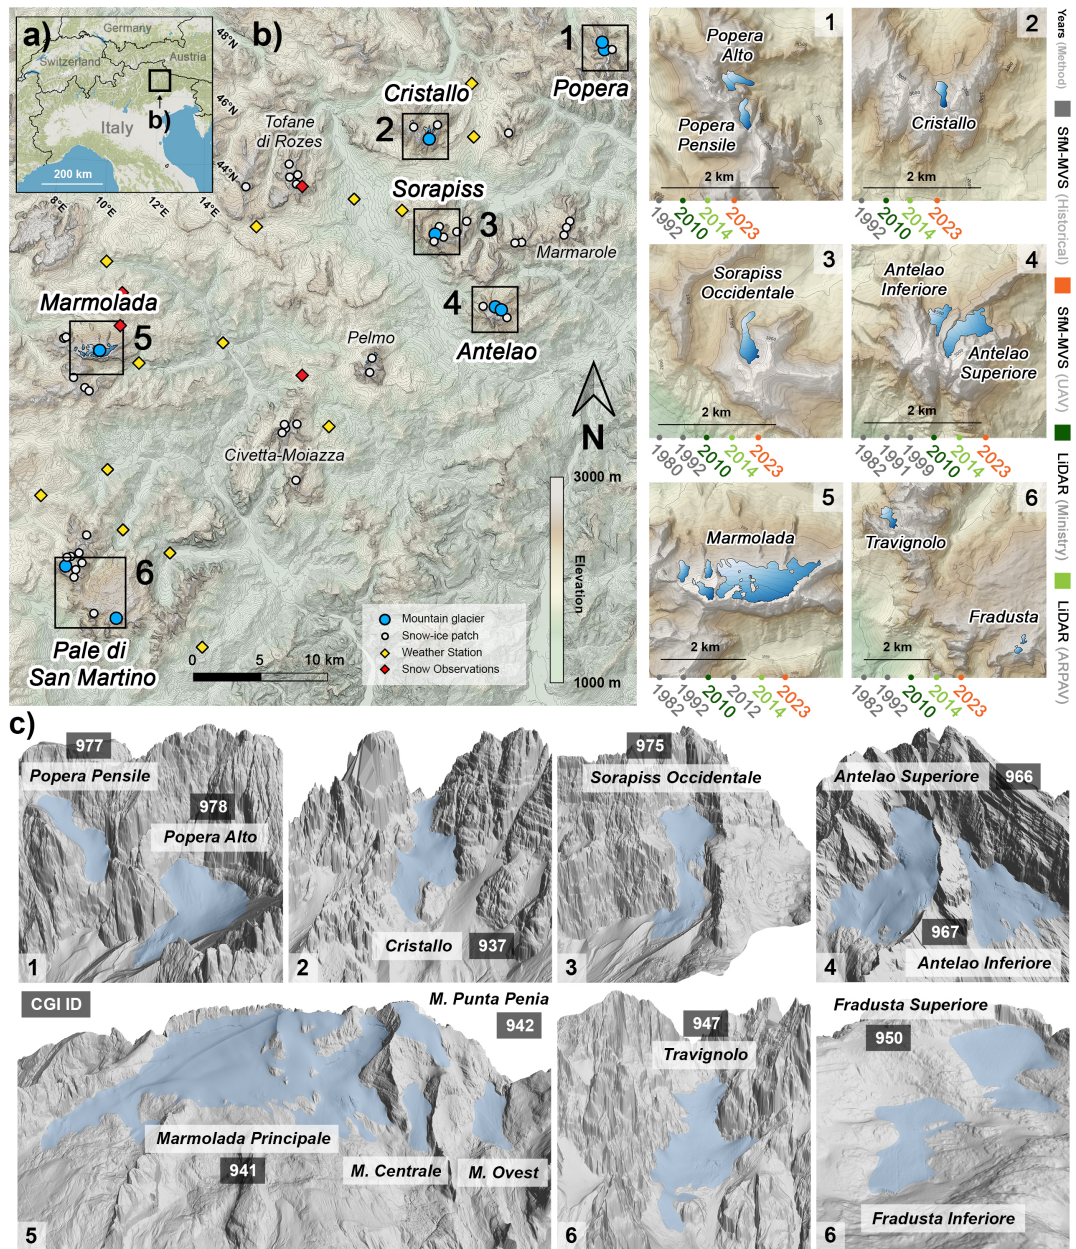 a)
Germany
Switzerland
Austria
Italy
b)
200 km
48°N
46°N
44°N
8°E
10°E
12°E
14°E
b)
1
Popera
Cristallo
2
Tofane
di Rozes
Sorapiss
3
Marmarole
4
Antelao
Marmolada
5
Pelmo
N
Civetta-Moiazza
3000 m
Elevation
1000 m
6
Pale di
San Martino
0
5
10 km
Mountain glacier
Snow-ice patch
Weather Station
Snow Observations
1
Popera
Alto
Popera
Pensile
2 km
1992
2010
2014
2023
2
Cristallo
2 km
1992
2010
2014
2023
3
Sorapiss
Occidentale
2 km
1980
1992
2010
2014
2023
4
Antelao
Inferiore
Antelao
Superiore
2 km
1982
1991
1999
2010
2014
2023
5
Marmolada
2 km
1982
1992
2010
2012
2014
2023
6
Travignolo
Fradusta
2 km
1982
1992
2010
2014
2023
Years (Method)
SfM-MVS (Historical)
SfM-MVS (UAV)
LiDAR (Ministry)
LiDAR (ARPAV)
c)
977
Popera Pensile
978
Popera Alto
1
Cristallo
937
2
975
Sorapiss Occidentale
3
Antelao Superiore
966
967
Antelao Inferiore
4
CGI ID
M. Punta Penia
942
Marmolada Principale
941
M. Centrale
M. Ovest
5
947
Travignolo
6
Fradusta Superiore
950
Fradusta Inferiore
6